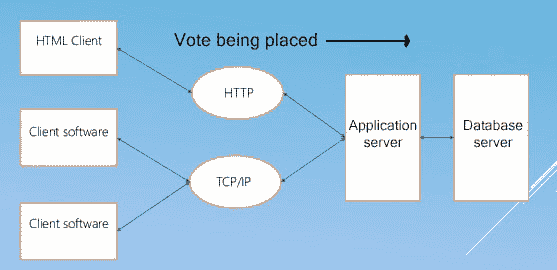 HTML Client
Vote being placed
HTTP
Client software
Application
server
Database
server
TCP/IP
Client software